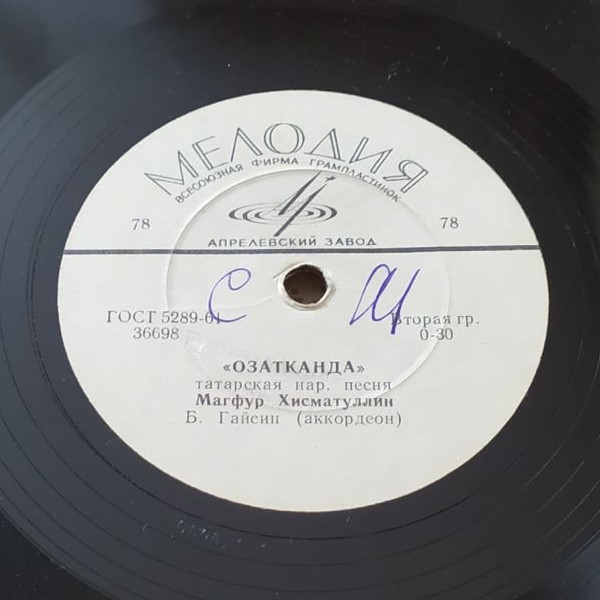 МЕЛОДИЯ
ВСЕСОЮЗНАЯ ФИРМА ГРАМПЛАСТИНОК
78 78
АПРЕЛЕВСКИЙ ЗАВОД
ГОСТ 5289-61 Вторая гр.
36698 0-30
«ОЗАТКАНДА»
татарская нар. песня
Магфур Хисматуллин
Б. Гайсин (аккордеон)